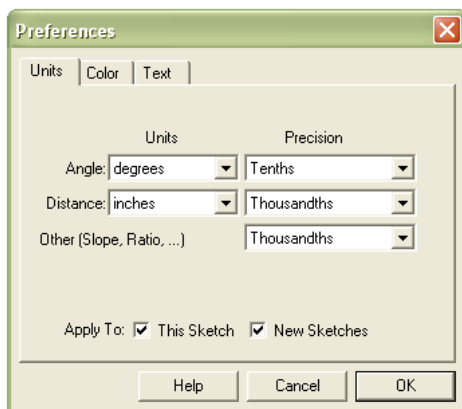 Preferences
Units Color Text
Units Precision
Angle: degrees Tenths
Distance: inches Thousandths
Other (Slope, Ratio, ...) Thousandths
Apply To: This Sketch New Sketches
Help Cancel OK